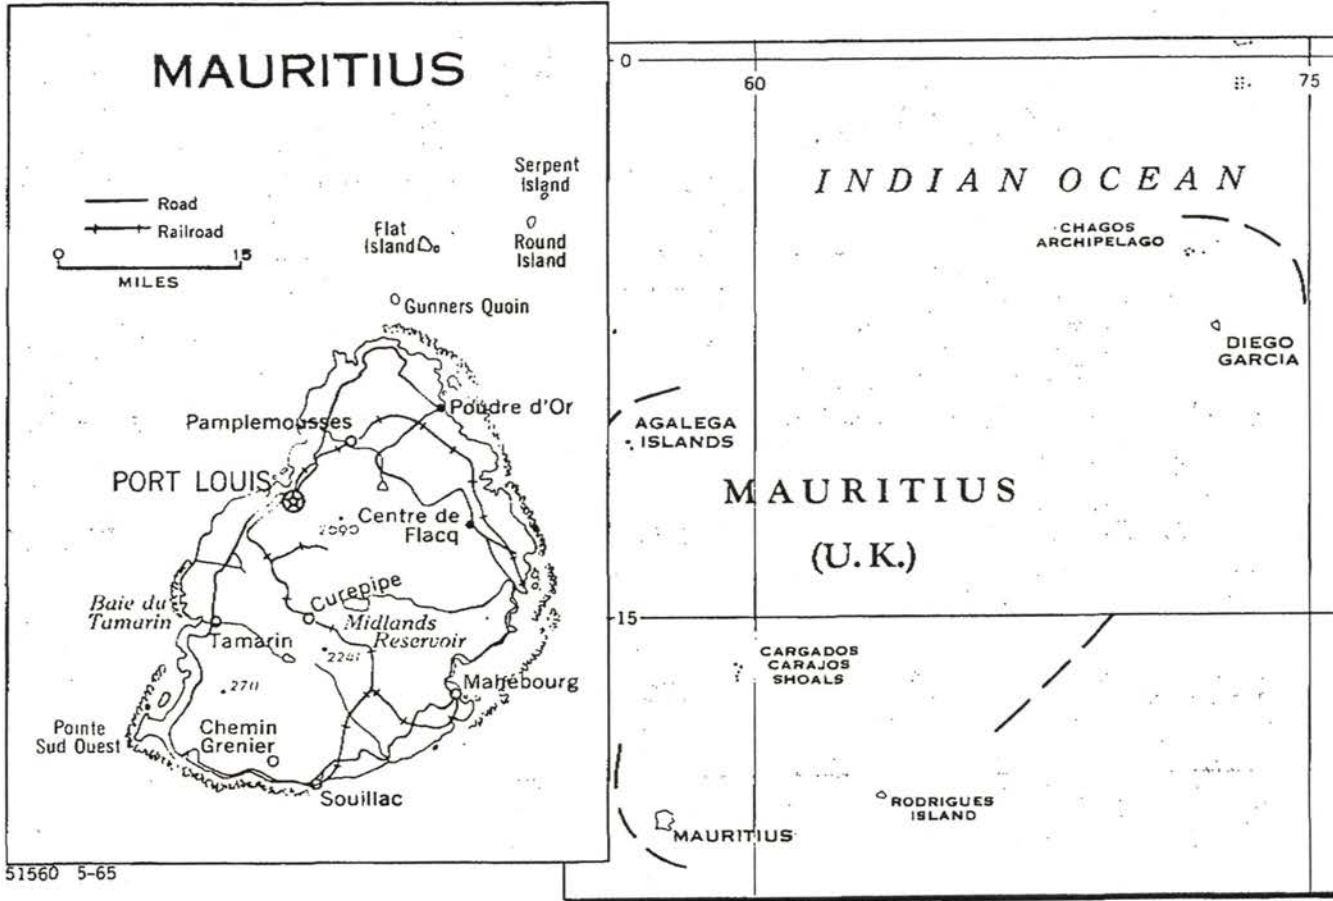 MAURITIUS
Road
Railroad
0 15
MILES
Serpent
Island
Flat
Island
Round
Island
Gunners Quoin
Poudre d'Or
Pamplemousses
PORT LOUIS
2690
Centre de
Flacq
Curepipe
Baie du
Tamarin
Midlands
Reservoir
Tamarin
2241
270
Mahébourg
Pointe
Sud Ouest
Chemin
Grenier
Souillac
51560 5-65
0
60
75
INDIAN OCEAN
CHAGOS
ARCHIPELAGO
DIEGO
GARCIA
AGALEGA
ISLANDS
MAURITIUS
(U.K.)
15
CARGADOS
CARAJOS
SHOALS
RODRIGUES
ISLAND
MAURITIUS